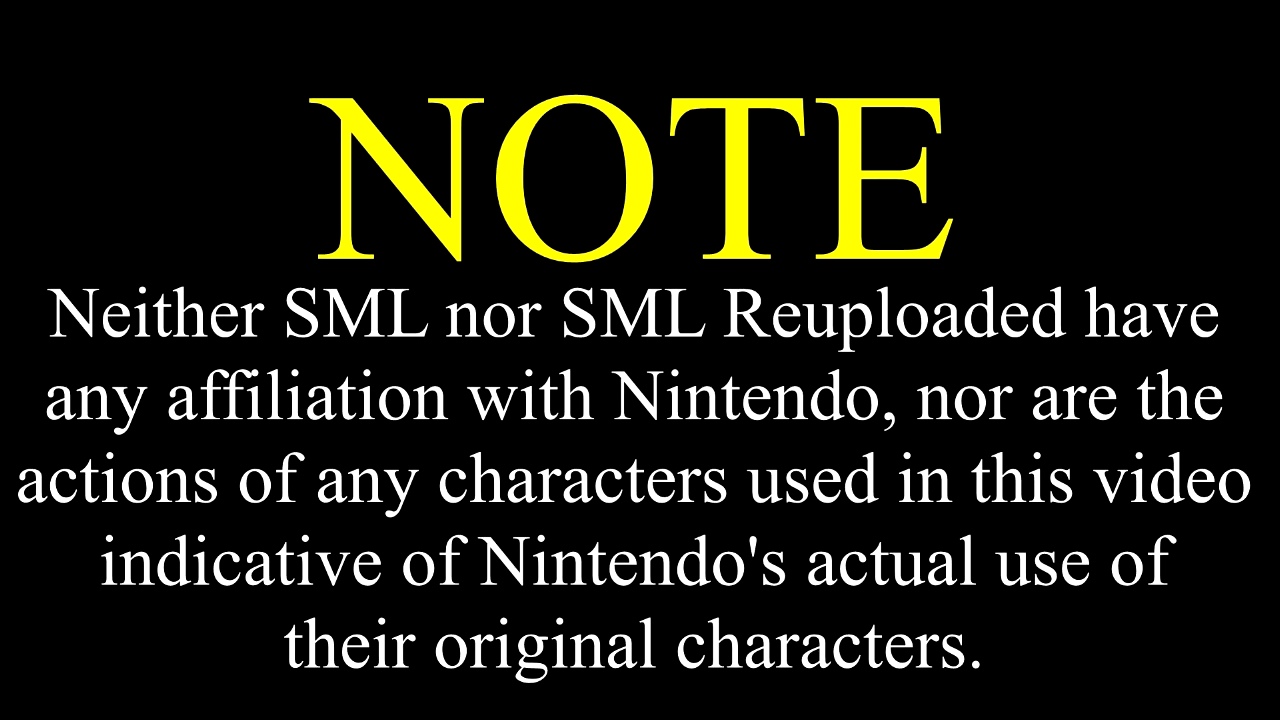 NOTE
Neither SML nor SML Reuploaded have
any affiliation with Nintendo, nor are the
actions of any characters used in this video
indicative of Nintendo's actual use of
their original characters.